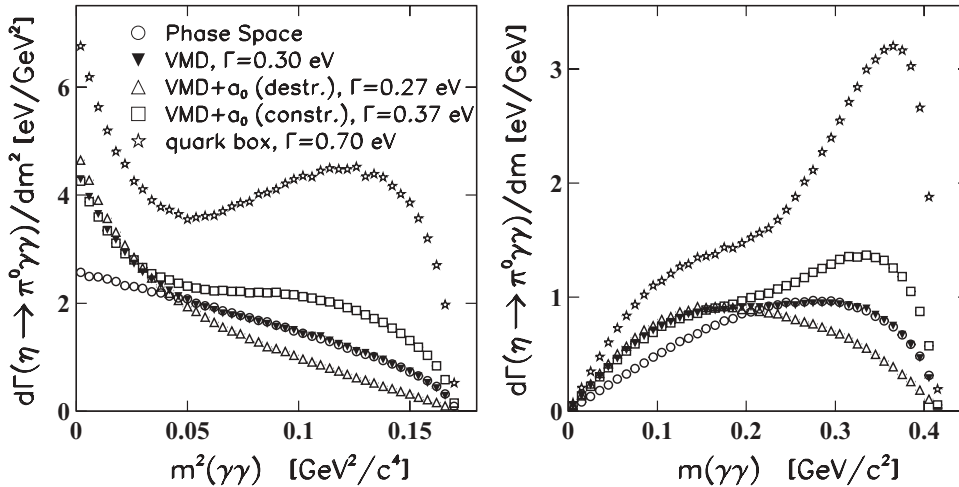 dΓ(η→π⁰γγ)/dm² [eV/GeV²]
6
4
2
0
Phase Space
VMD, Γ=0.30 eV
VMD+a₀ (destr.), Γ=0.27 eV
VMD+a₀ (constr.), Γ=0.37 eV
quark box, Γ=0.70 eV
0
0.05
0.1
0.15
m²(γγ) [GeV²/c⁴]
dΓ(η→π⁰γγ)/dm [eV/GeV]
3
2
1
0
0
0.1
0.2
0.3
0.4
m(γγ) [GeV/c²]